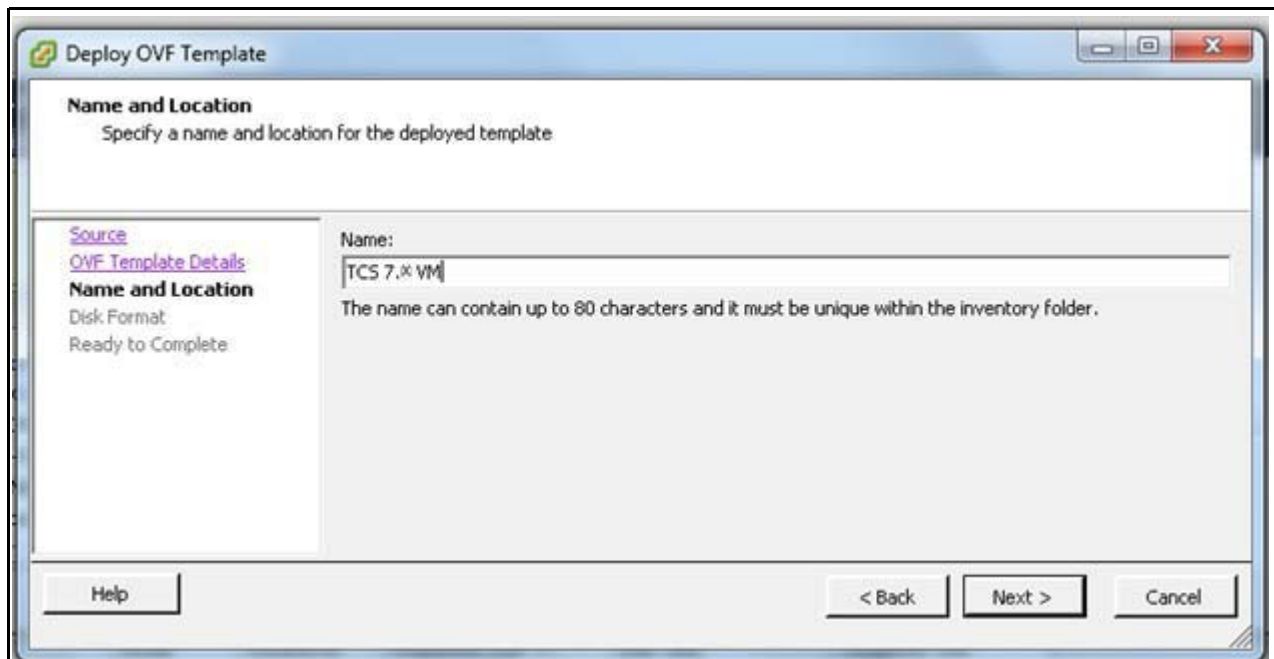 Deploy OVF Template
Name and Location
Specify a name and location for the deployed template
Source
OVF Template Details
Name and Location
Disk Format
Ready to Complete
Name:
TCS 7.x VM
The name can contain up to 80 characters and it must be unique within the inventory folder.
Help
< Back
Next >
Cancel